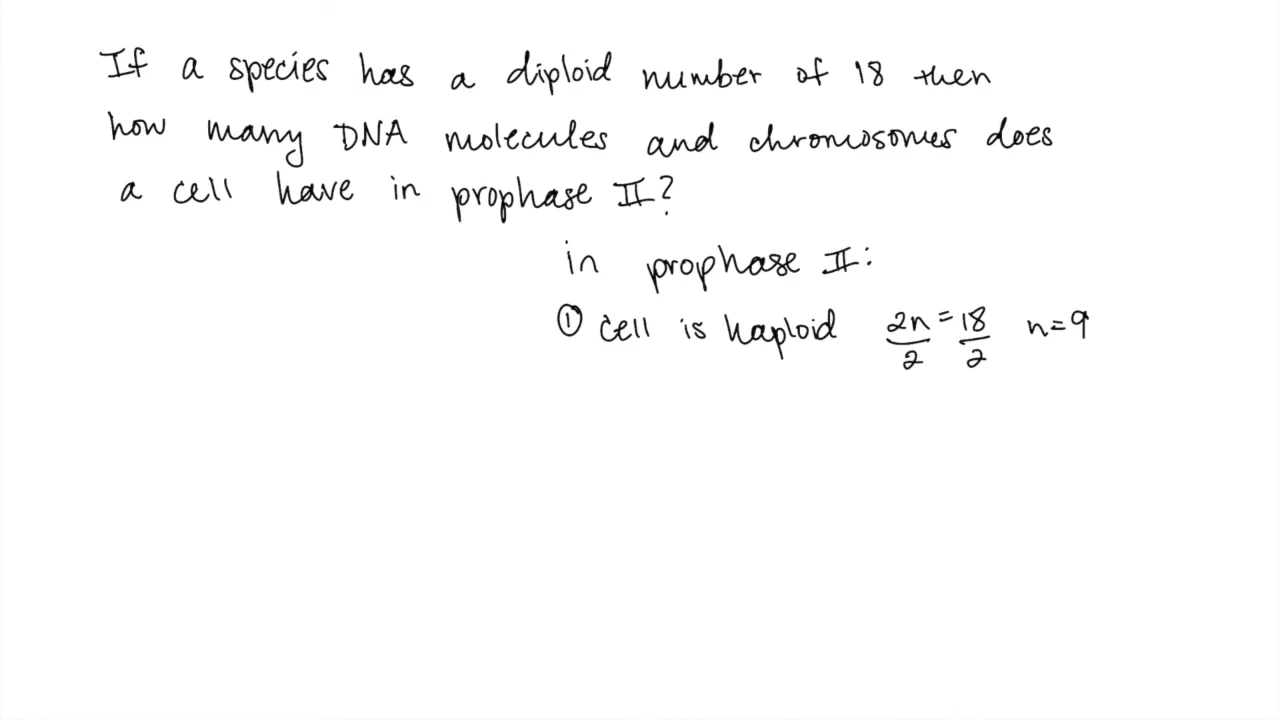 If a species has a diploid number of 18 then
how many DNA molecules and chromosomes does
a cell have in prophase II?
in prophase II:
① cell is haploid 2n/2 = 18/2 n=9